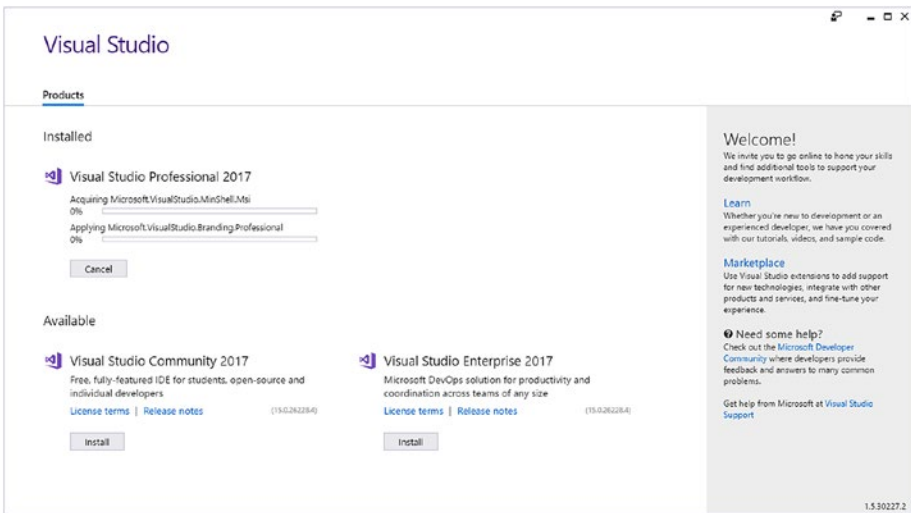 Visual Studio
Products
Installed
Visual Studio Professional 2017
Acquiring Microsoft.VisualStudio.MinShell.Msi
0%
Applying Microsoft.VisualStudio.Branding.Professional
0%
Cancel
Available
Visual Studio Community 2017
Free, fully-featured IDE for students, open-source and
individual developers
License terms | Release notes (15.0.26228.4)
Install
Visual Studio Enterprise 2017
Microsoft DevOps solution for productivity and
coordination across teams of any size
License terms | Release notes (15.0.26228.4)
Install
Welcome!
We invite you to go online to hone your skills
and find additional tools to support your
development workflow.
Learn
Whether you're new to development or an
experienced developer, we have you covered
with our tutorials, videos, and sample code.
Marketplace
Use Visual Studio extensions to add support
for new technologies, integrate with other
products and services, and fine-tune your
experience.
Need some help?
Check out the Microsoft Developer
Community where developers provide
feedback and answers to many common
problems.
Get help from Microsoft at Visual Studio
Support
1.5.30227.2